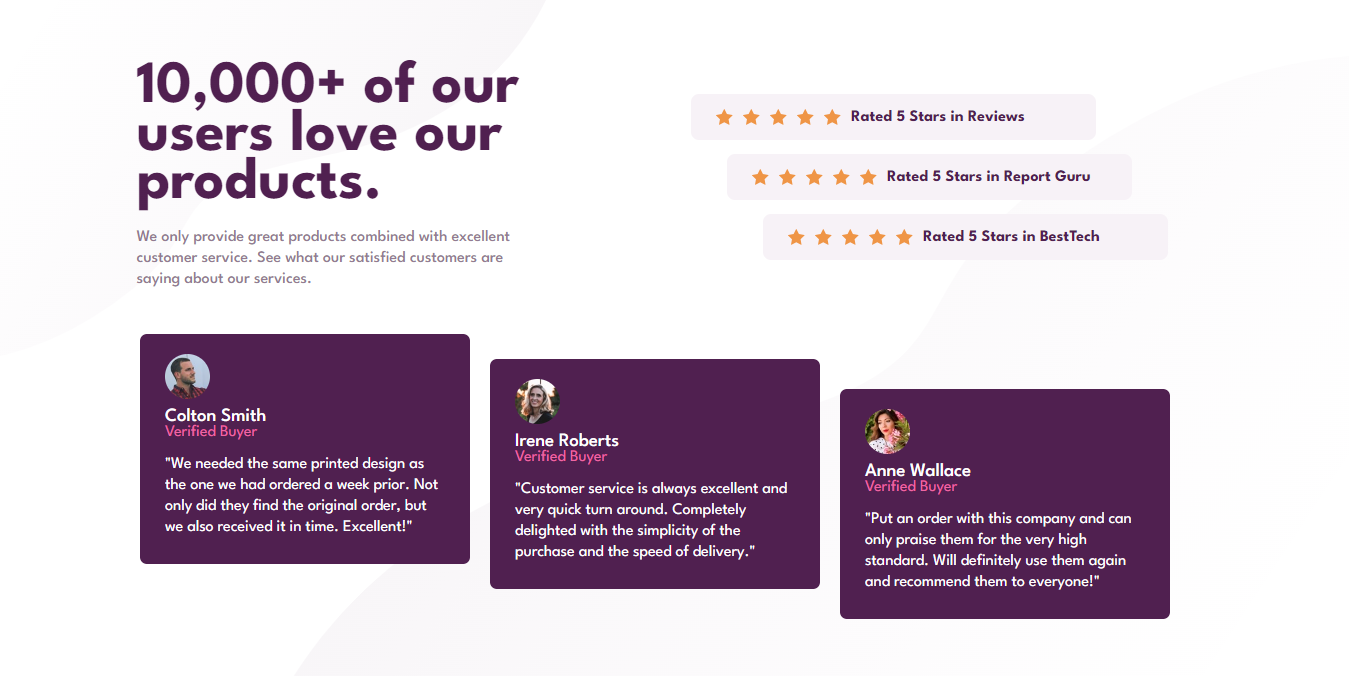 10,000+ of our
users love our
products.
We only provide great products combined with excellent
customer service. See what our satisfied customers are
saying about our services.
Rated 5 Stars in Reviews
Rated 5 Stars in Report Guru
Rated 5 Stars in BestTech
Colton Smith
Verified Buyer
"We needed the same printed design as
the one we had ordered a week prior. Not
only did they find the original order, but
we also received it in time. Excellent!"
Irene Roberts
Verified Buyer
"Customer service is always excellent and
very quick turn around. Completely
delighted with the simplicity of the
purchase and the speed of delivery."
Anne Wallace
Verified Buyer
"Put an order with this company and can
only praise them for the very high
standard. Will definitely use them again
and recommend them to everyone!"